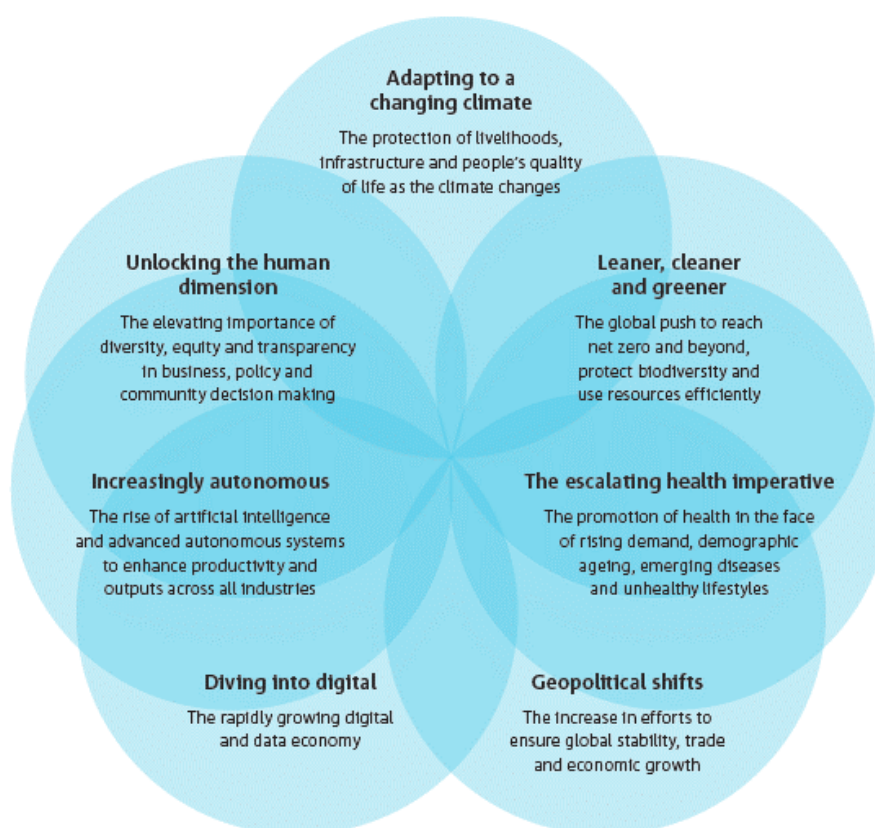 Adapting to a
changing climate
The protection of livelihoods,
infrastructure and people's quality
of life as the climate changes
Unlocking the human
dimension
The elevating importance of
diversity, equity and transparency
in business, policy and
community decision making
Leaner, cleaner
and greener
The global push to reach
net zero and beyond,
protect biodiversity and
use resources efficiently
Increasingly autonomous
The rise of artificial intelligence
and advanced autonomous systems
to enhance productivity and
outputs across all industries
The escalating health imperative
The promotion of health in the face
of rising demand, demographic
ageing, emerging diseases
and unhealthy lifestyles
Diving into digital
The rapidly growing digital
and data economy
Geopolitical shifts
The increase in efforts to
ensure global stability, trade
and economic growth